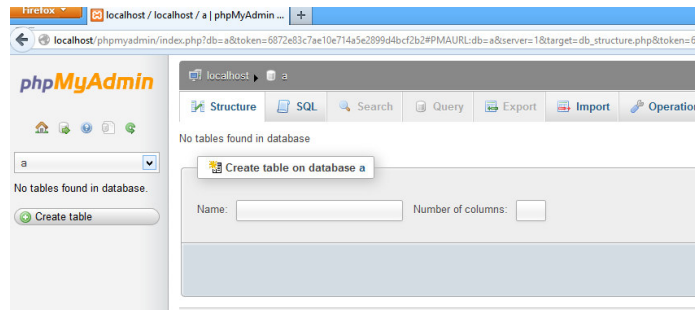 Firefox
localhost / localhost / a | phpMyAdmin ...
localhost/phpmyadmin/index.php?db=a&token=6872e83c7ae10e714a5e2899d4bcf2b2#PMAURL:db=a&server=1&target=db_structure.php&token=6
phpMyAdmin
localhost a
Structure SQL Search Query Export Import Operation
No tables found in database
a
Create table on database a
No tables found in database.
Name: Number of columns:
Create table